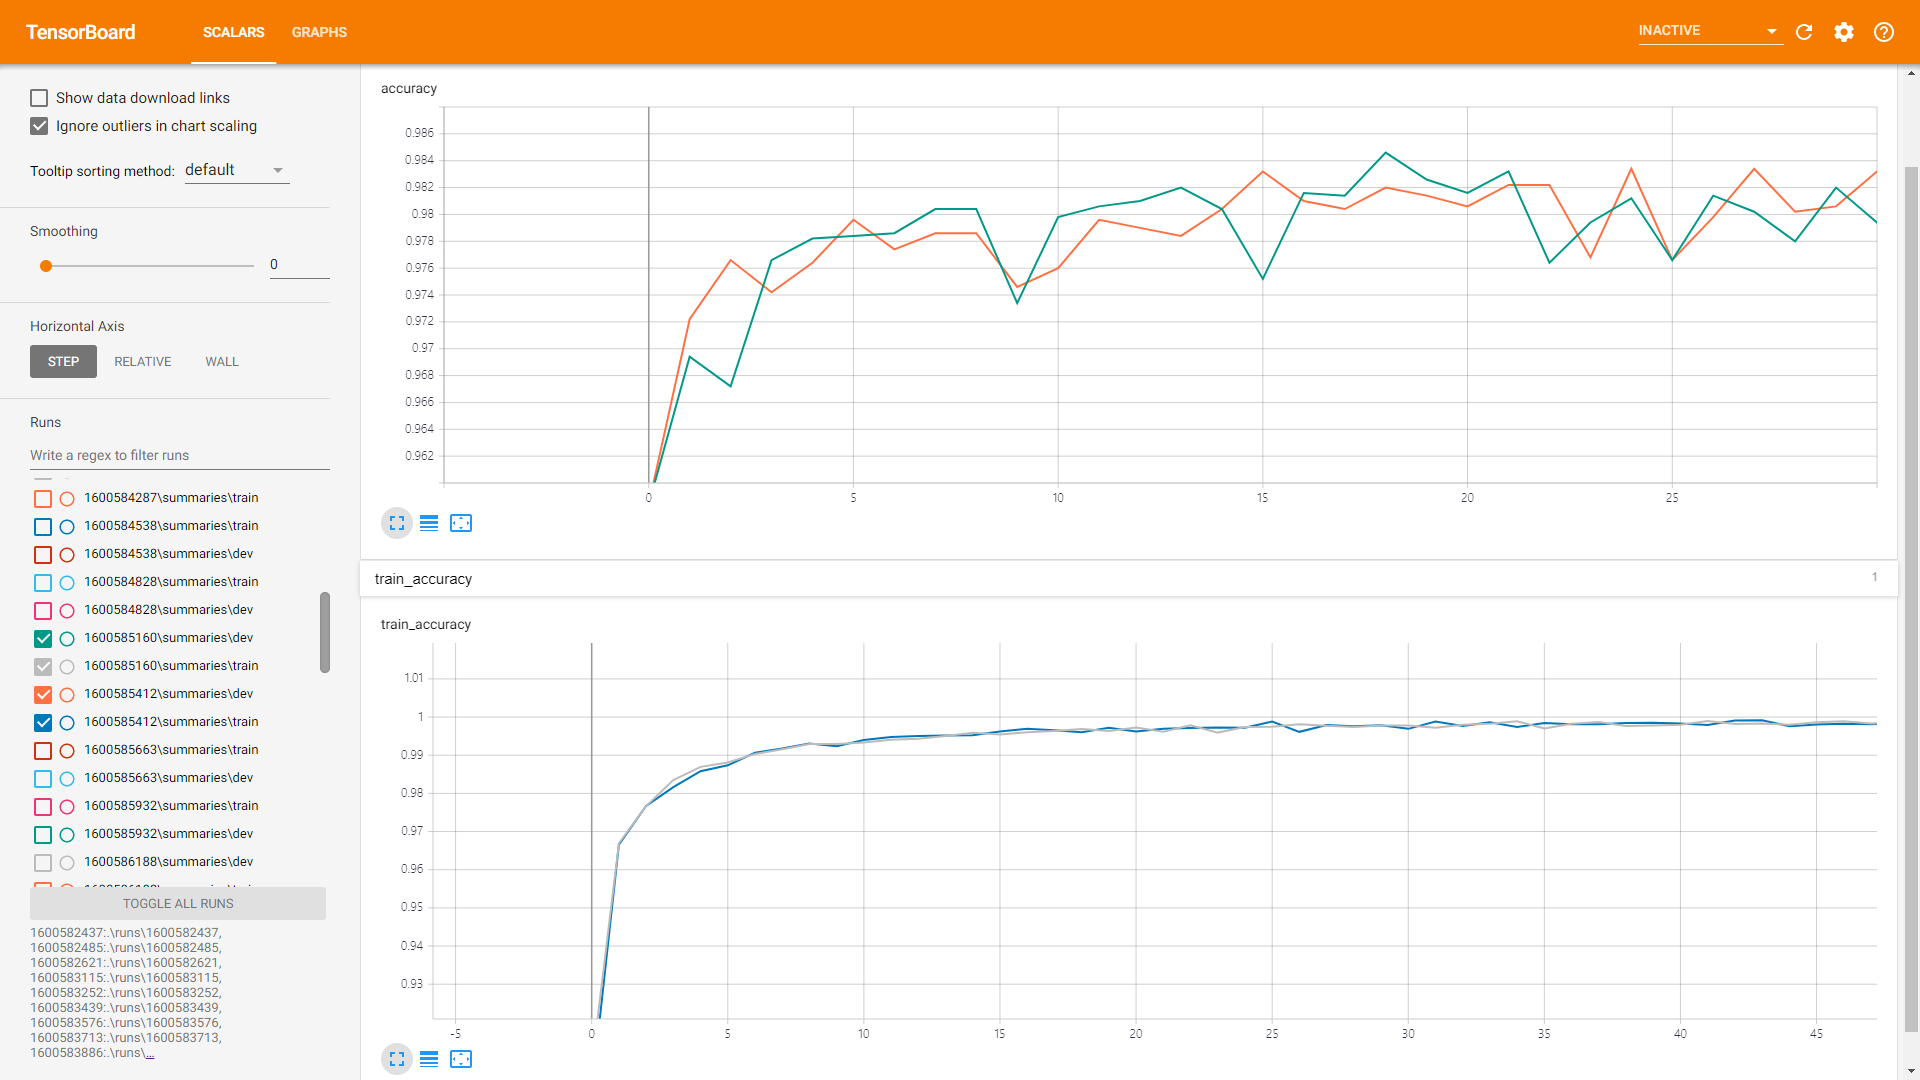 TensorBoard
SCALARS GRAPHS
INACTIVE
Show data download links
Ignore outliers in chart scaling
Tooltip sorting method: default
Smoothing
0
Horizontal Axis
STEP RELATIVE WALL
Runs
Write a regex to filter runs
1600584287\summaries\train
1600584538\summaries\train
1600584538\summaries\dev
1600584828\summaries\train
1600584828\summaries\dev
1600585160\summaries\dev
1600585160\summaries\train
1600585412\summaries\dev
1600585412\summaries\train
1600585663\summaries\train
1600585663\summaries\dev
1600585932\summaries\train
1600585932\summaries\dev
1600586188\summaries\dev
TOGGLE ALL RUNS
1600582437:.\runs\1600582437,
1600582485:.\runs\1600582485,
1600582621:.\runs\1600582621,
1600583115:.\runs\1600583115,
1600583252:.\runs\1600583252,
1600583439:.\runs\1600583439,
1600583576:.\runs\1600583576,
1600583713:.\runs\1600583713,
1600583886:.\runs\...
accuracy
0.986
0.984
0.982
0.98
0.978
0.976
0.974
0.972
0.97
0.968
0.966
0.964
0.962
0 5 10 15 20 25
train_accuracy 1
train_accuracy
1.01
1
0.99
0.98
0.97
0.96
0.95
0.94
0.93
-5 0 5 10 15 20 25 30 35 40 45